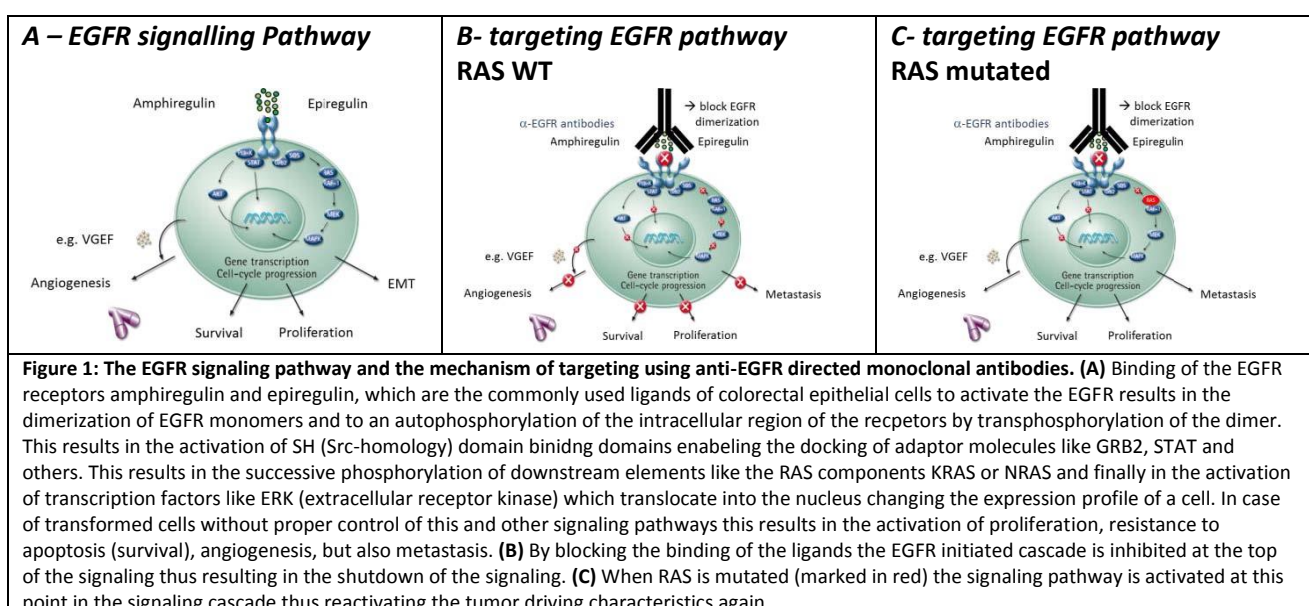 A – EGFR signalling Pathway
Amphiregulin
Epiregulin
STAT
AKT
RAS
MEK
MAPK
e.g. VGEF
Angiogenesis
Gene transcription
Cell-cycle progression
EMT
Survival
Proliferation
B- targeting EGFR pathway
RAS WT
→ block EGFR
dimerization
α-EGFR antibodies
Amphiregulin
Epiregulin
AKT
e.g. VGEF
Angiogenesis
Gene transcription
Cell-cycle progression
Metastasis
Survival
Proliferation
C- targeting EGFR pathway
RAS mutated
→ block EGFR
dimerization
α-EGFR antibodies
Amphiregulin
Epiregulin
RAS
AKT
e.g. VGEF
Angiogenesis
Gene transcription
Cell-cycle progression
Metastasis
Survival
Proliferation
Figure 1: The EGFR signaling pathway and the mechanism of targeting using anti-EGFR directed monoclonal antibodies. (A) Binding of the EGFR
receptors amphiregulin and epiregulin, which are the commonly used ligands of colorectal epithelial cells to activate the EGFR results in the
dimerization of EGFR monomers and to an autophosphorylation of the intracellular region of the recpetors by transphosphorylation of the dimer.
This results in the activation of SH (Src-homology) domain binidng domains enabeling the docking of adaptor molecules like GRB2, STAT and
others. This results in the successive phosphorylation of downstream elements like the RAS components KRAS or NRAS and finally in the activation
of transcription factors like ERK (extracellular receptor kinase) which translocate into the nucleus changing the expression profile of a cell. In case
of transformed cells without proper control of this and other signaling pathways this results in the activation of proliferation, resistance to
apoptosis (survival), angiogenesis, but also metastasis. (B) By blocking the binding of the ligands the EGFR initiated cascade is inhibited at the top
of the signaling thus resulting in the shutdown of the signaling. (C) When RAS is mutated (marked in red) the signaling pathway is activated at this
point in the signaling cascade thus reactivating the tumor driving characteristics again